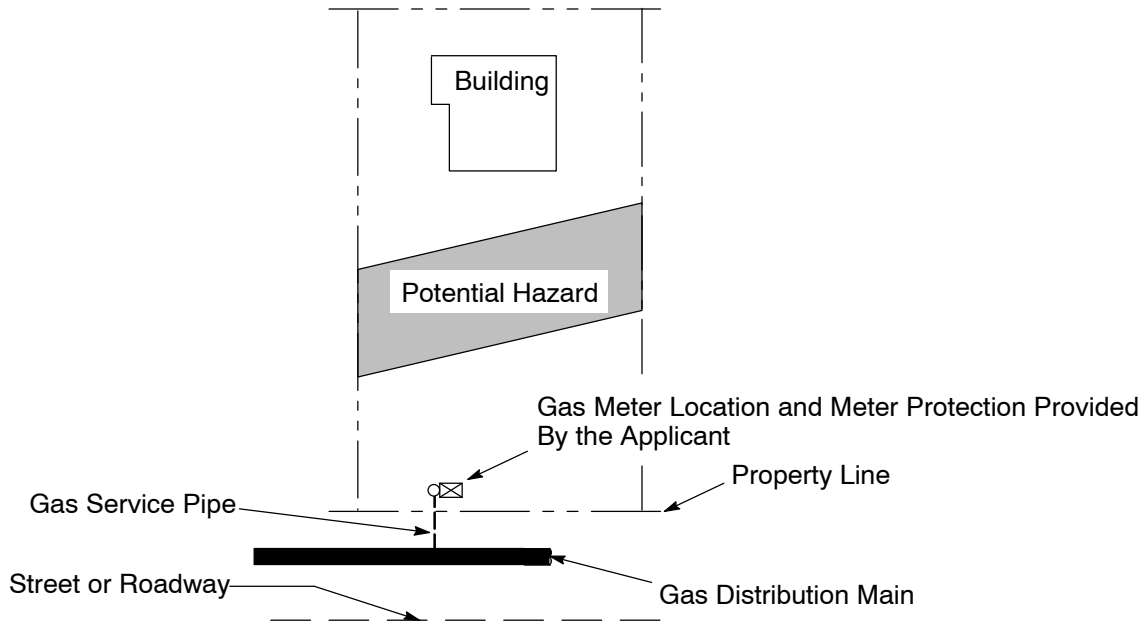 Building
Potential Hazard
Gas Meter Location and Meter Protection Provided
By the Applicant
Property Line
Gas Service Pipe
Street or Roadway
Gas Distribution Main